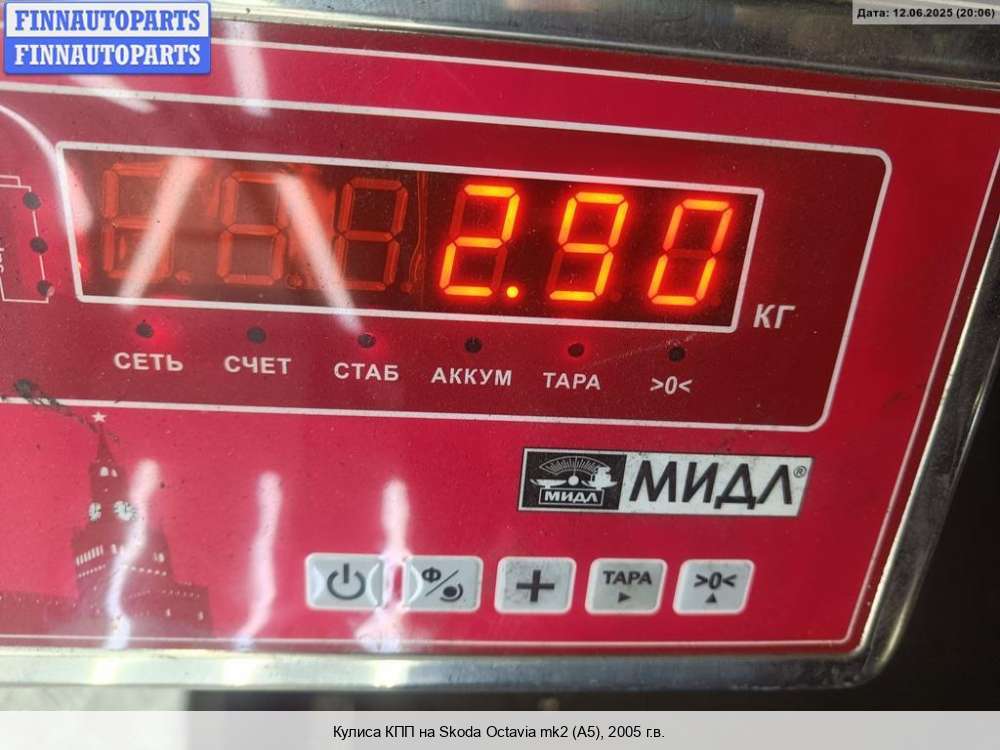 FINNAUTOPARTS
FINNAUTOPARTS
Дата: 12.06.2025 (20:06)
2.90
КГ
СЕТЬ СЧЕТ СТАБ АККУМ ТАРА >0<
МИДЛ МИДЛ®
Ф + ТАРА >0<
Кулиса КПП на Skoda Octavia mk2 (A5), 2005 г.в.